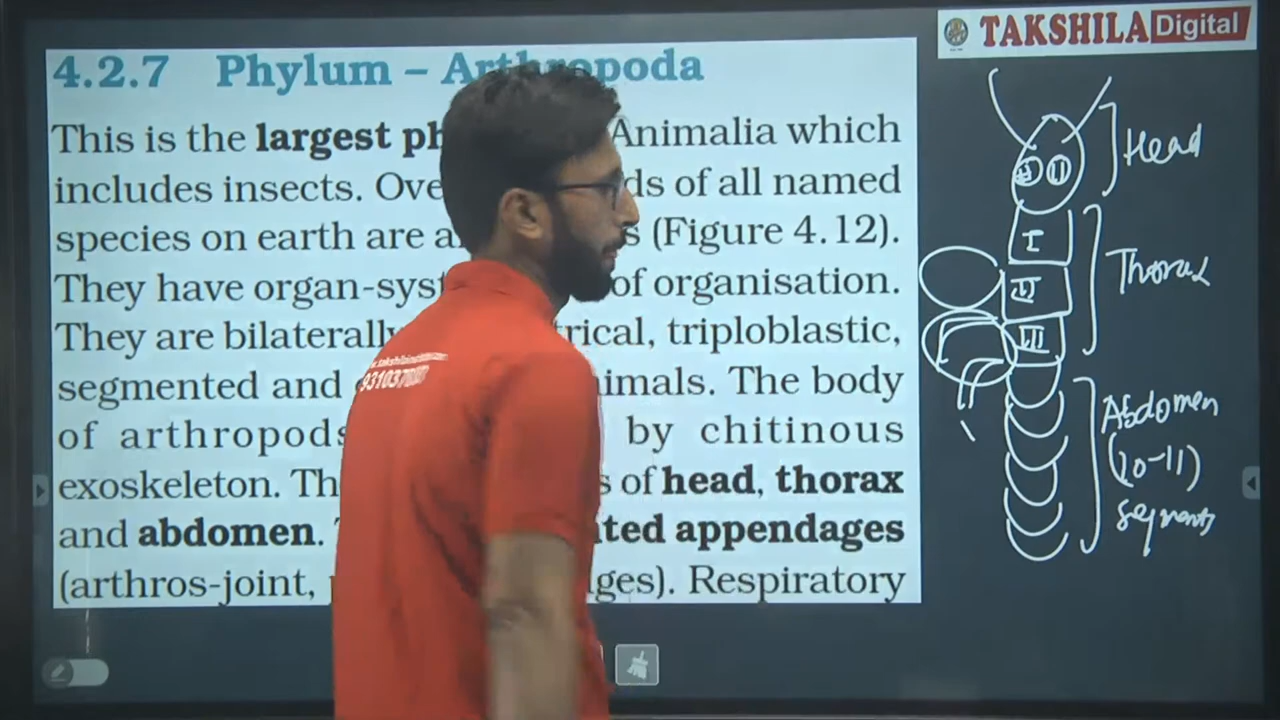 TAKSHILA Digital
4.2.7 Phylum – Arthropoda
This is the largest ph Animalia which
includes insects. Ove ds of all named
species on earth are a s (Figure 4.12).
They have organ-syst of organisation.
They are bilaterally trical, triploblastic,
segmented and imals. The body
of arthropods by chitinous
exoskeleton. Th s of head, thorax
and abdomen. ted appendages
(arthros-joint, ges). Respiratory
Head
I
II
III
Thorax
Abdomen
(10-11)
segments